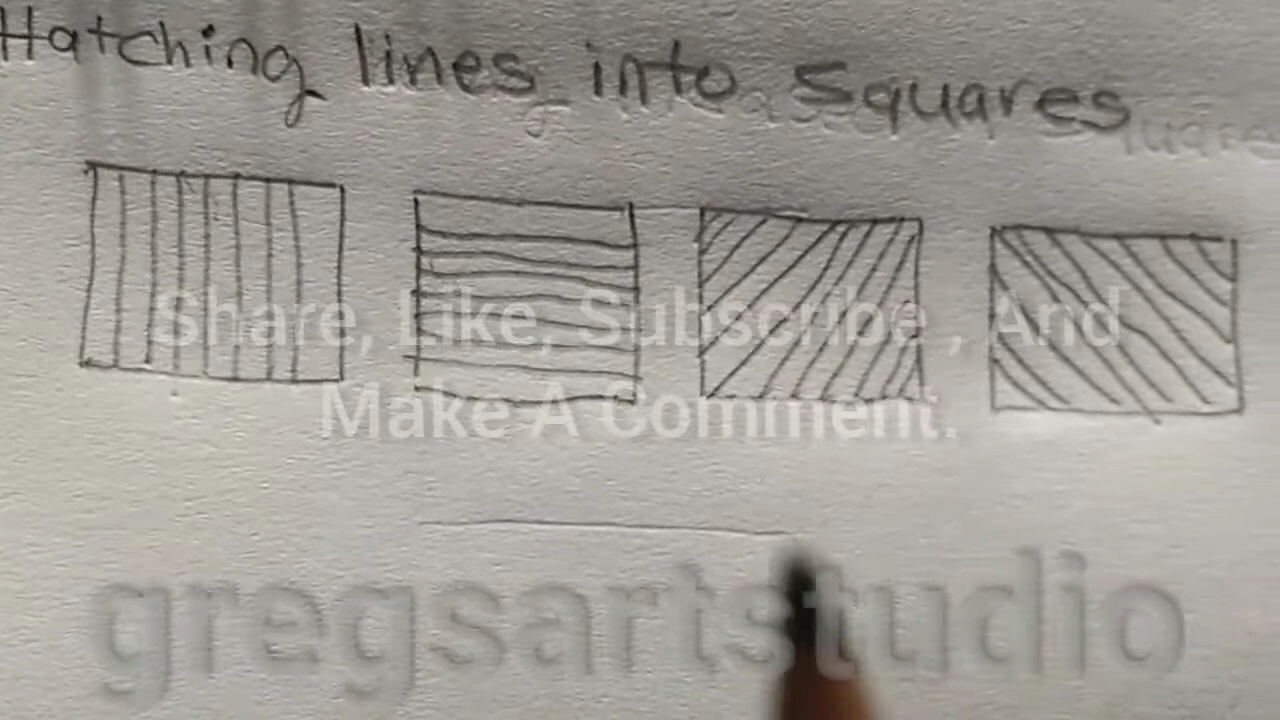 Hatching lines into squares
Share, Like, Subscribe , And
Make A Comment.
gregsartstudio